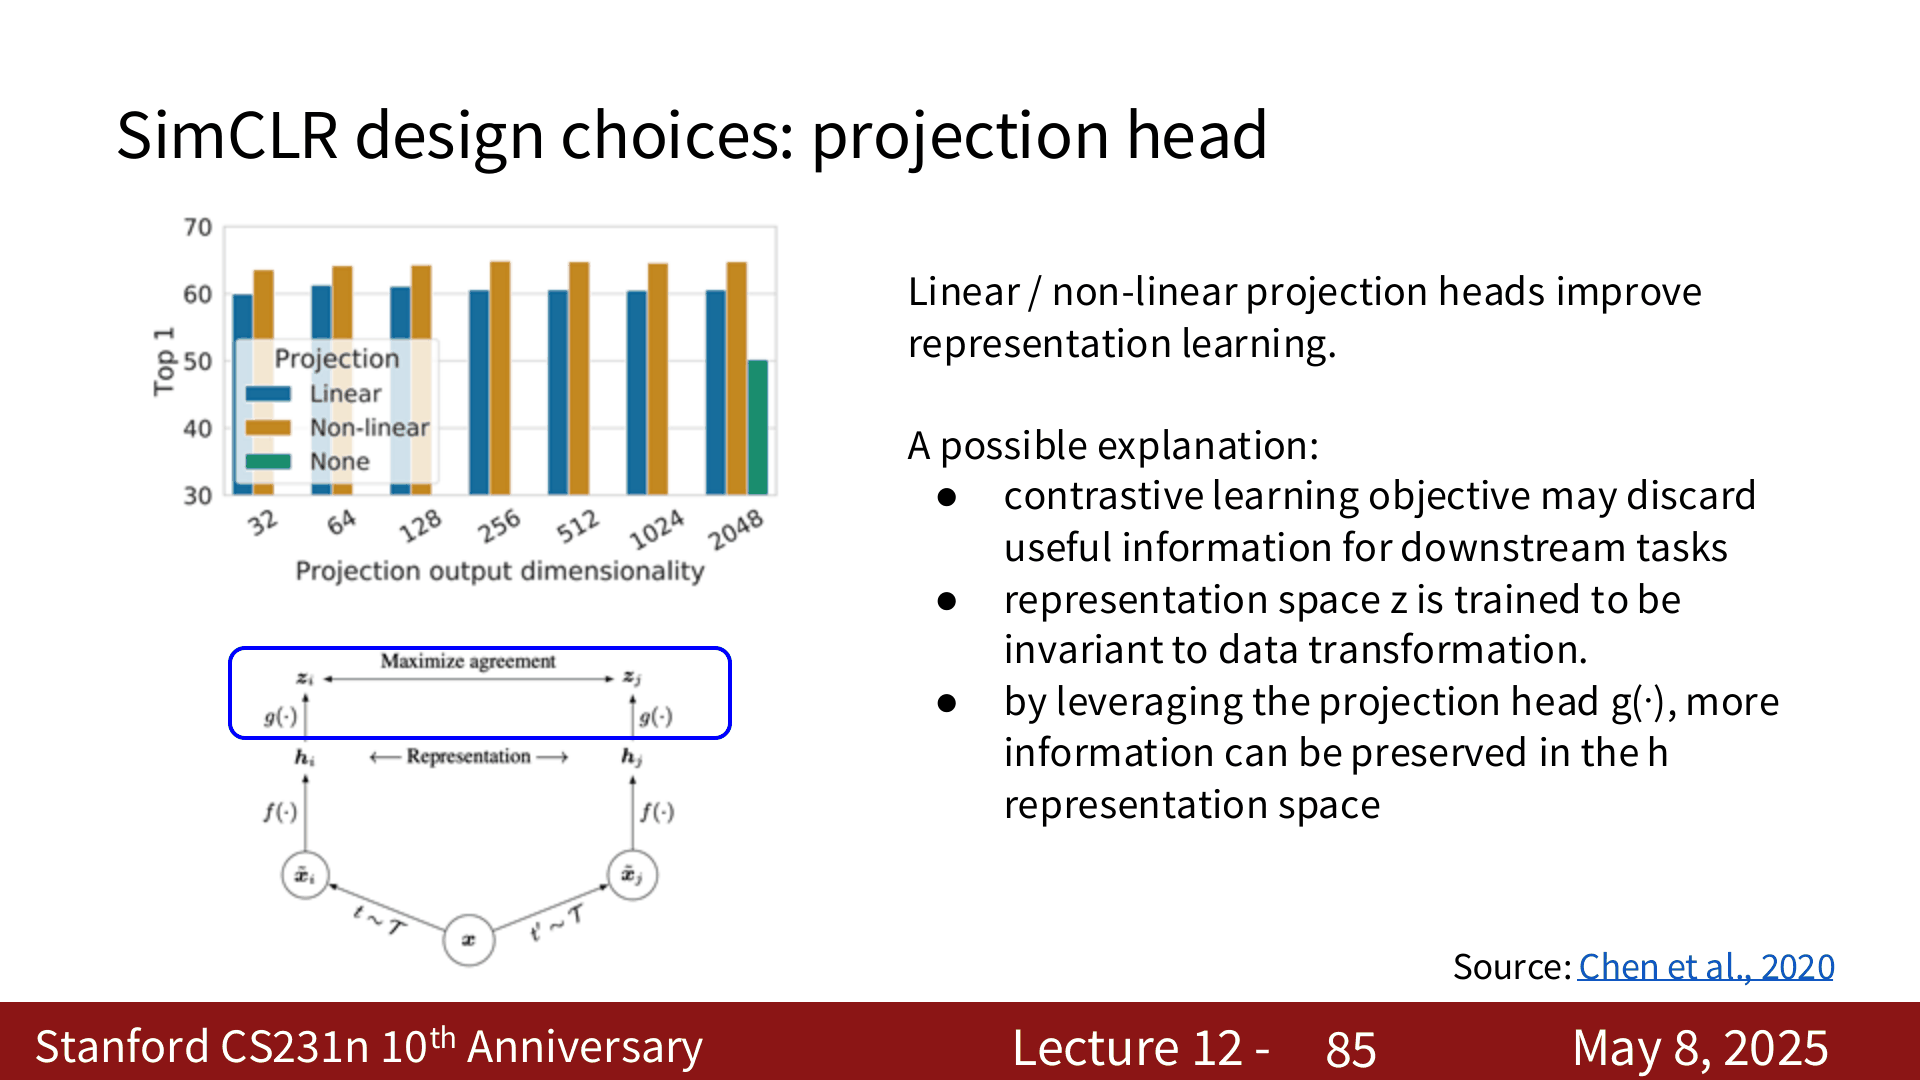 SimCLR design choices: projection head
70
60
50
40
30
Top 1
Projection
Linear
Non-linear
None
32
64
128
256
512
1024
2048
Projection output dimensionality
Maximize agreement
zᵢ
zⱼ
g(·)
g(·)
hᵢ
← Representation →
hⱼ
f(·)
f(·)
x̃ᵢ
x̃ⱼ
t ~ 𝒯
t' ~ 𝒯
x
Linear / non-linear projection heads improve
representation learning.
A possible explanation:
● contrastive learning objective may discard
useful information for downstream tasks
● representation space z is trained to be
invariant to data transformation.
● by leveraging the projection head g(·), more
information can be preserved in the h
representation space
Source: Chen et al., 2020
Stanford CS231n 10th Anniversary
Lecture 12 - 85
May 8, 2025